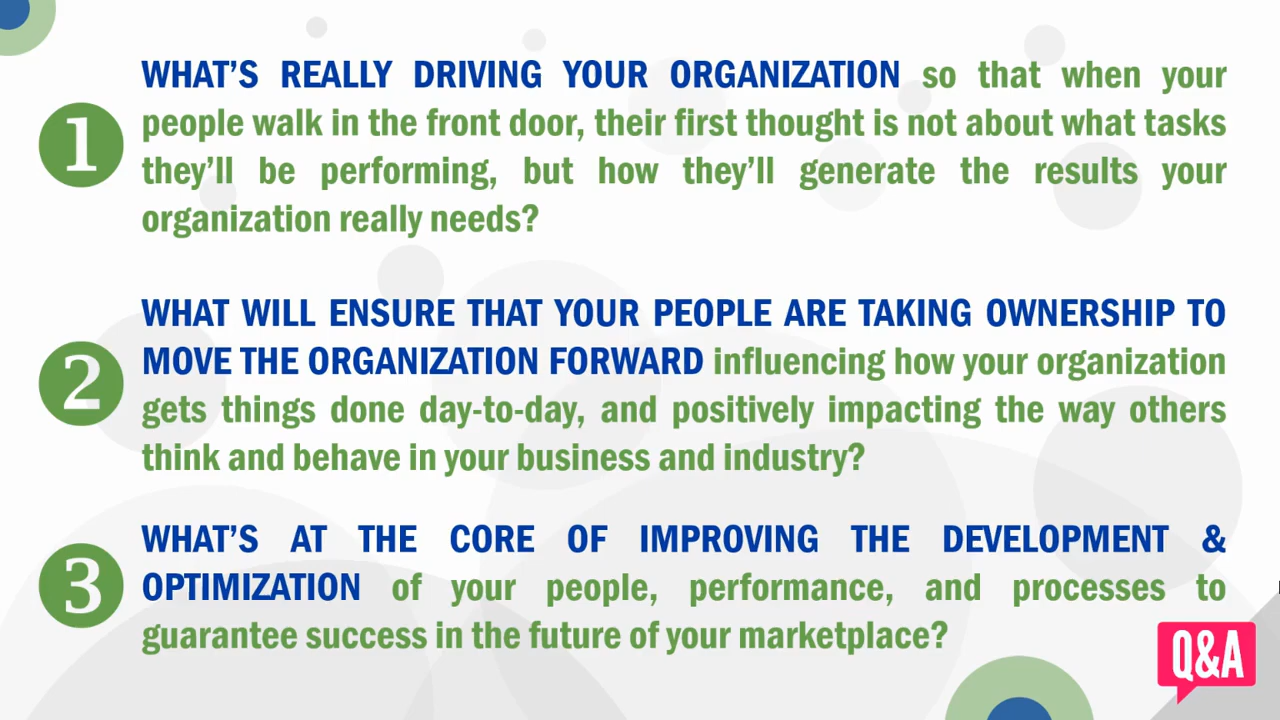 1
WHAT’S REALLY DRIVING YOUR ORGANIZATION so that when your
people walk in the front door, their first thought is not about what tasks
they’ll be performing, but how they’ll generate the results your
organization really needs?
2
WHAT WILL ENSURE THAT YOUR PEOPLE ARE TAKING OWNERSHIP TO
MOVE THE ORGANIZATION FORWARD influencing how your organization
gets things done day-to-day, and positively impacting the way others
think and behave in your business and industry?
3
WHAT’S AT THE CORE OF IMPROVING THE DEVELOPMENT &
OPTIMIZATION of your people, performance, and processes to
guarantee success in the future of your marketplace?
Q&A